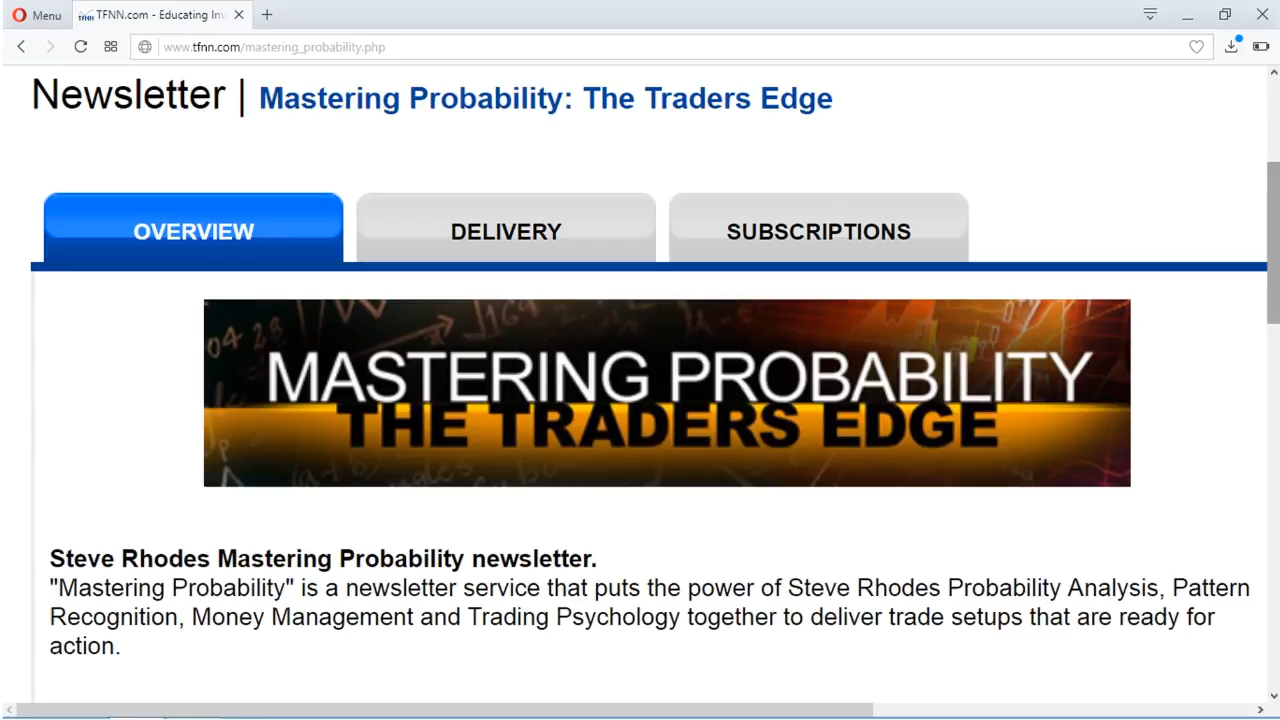 Menu
TFNN.com - Educating Inv
www.tfnn.com/mastering_probability.php
Newsletter | Mastering Probability: The Traders Edge
OVERVIEW
DELIVERY
SUBSCRIPTIONS
MASTERING PROBABILITY
THE TRADERS EDGE
Steve Rhodes Mastering Probability newsletter.
"Mastering Probability" is a newsletter service that puts the power of Steve Rhodes Probability Analysis, Pattern
Recognition, Money Management and Trading Psychology together to deliver trade setups that are ready for
action.